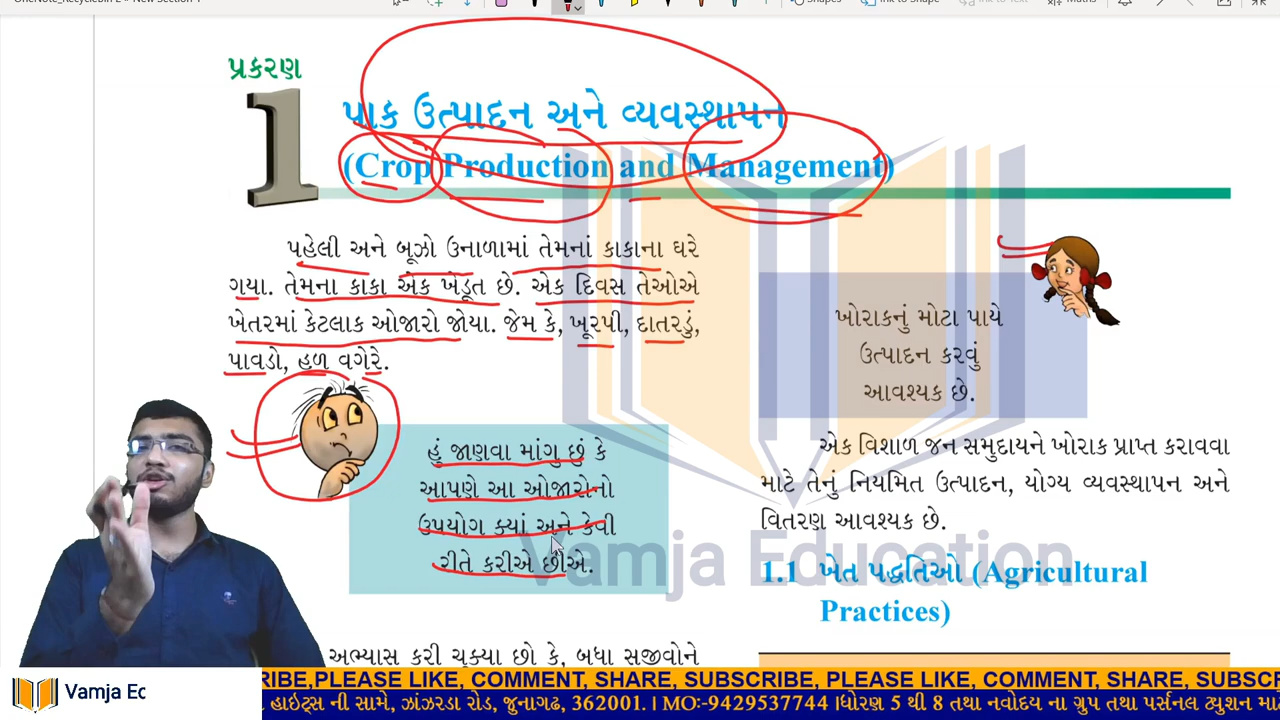 પ્રકરણ
1
પાક ઉત્પાદન અને વ્યવસ્થાપન
(Crop Production and Management)
પહેલી અને બૂઝો ઉનાળામાં તેમનાં કાકાના ઘરે
ગયા. તેમના કાકા એક ખેડૂત છે. એક દિવસ તેઓએ
ખેતરમાં કેટલાક ઓજારો જોયા. જેમ કે, ખૂરપી, દાતરડું,
પાવડો, હળ વગેરે.
હું જાણવા માંગુ છું કે
આપણે આ ઓજારોનો
ઉપયોગ ક્યાં અને કેવી
રીતે કરીએ છીએ.
અભ્યાસ કરી ચૂક્યા છો કે, બધા સજીવોને
ખોરાકનું મોટા પાયે
ઉત્પાદન કરવું
આવશ્યક છે.
એક વિશાળ જન સમુદાયને ખોરાક પ્રાપ્ત કરાવવા
માટે તેનું નિયમિત ઉત્પાદન, યોગ્ય વ્યવસ્થાપન અને
વિતરણ આવશ્યક છે.
Vamja Education
1.1 ખેત પદ્ધતિઓ (Agricultural
Practices)
Vamja Ec
RIBE,PLEASE LIKE, COMMENT, SHARE, SUBSCRIBE, PLEASE LIKE, COMMENT, SHARE, SUBSC
હાઇટ્સ ની સામે, ઝાંઝરડા રોડ, જુનાગઢ, 362001. | MO:-9429537744 |ધોરણ 5 થી 8 તથા નવોદય ના ગ્રુપ તથા પર્સનલ ટ્યુશન મા